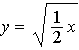 y = √(1/2 x)